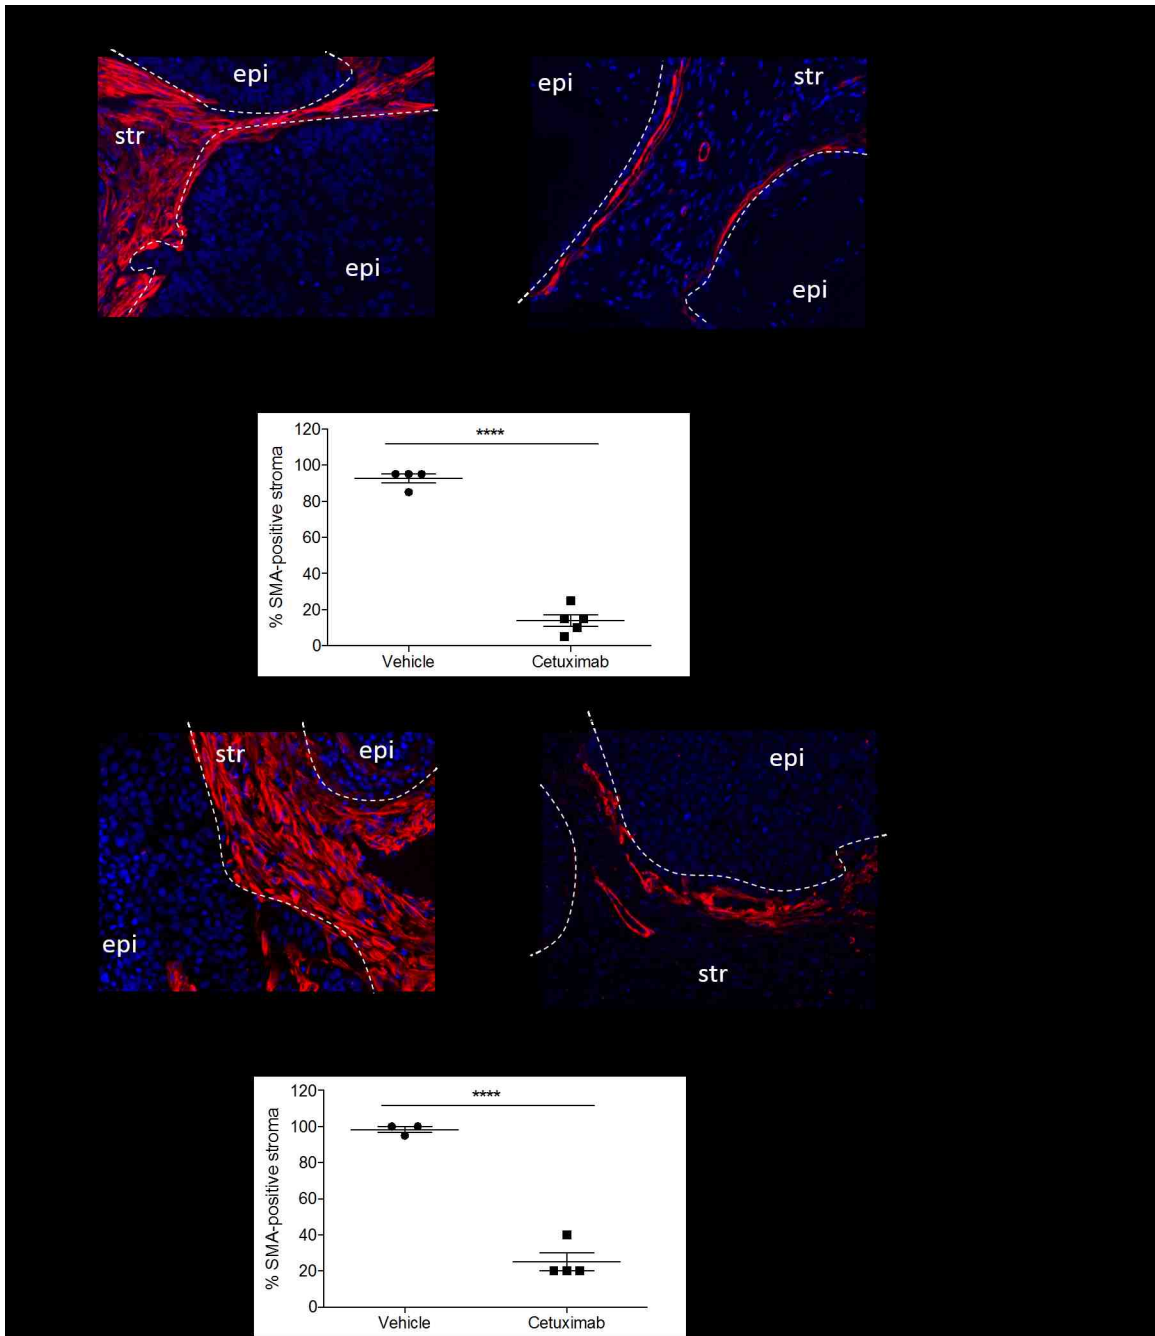 epi
str
epi
epi
str
epi
120
100
80
60
40
20
0
% SMA-positive stroma
****
Vehicle
Cetuximab
str
epi
epi
epi
str
120
100
80
60
40
20
0
% SMA-positive stroma
****
Vehicle
Cetuximab